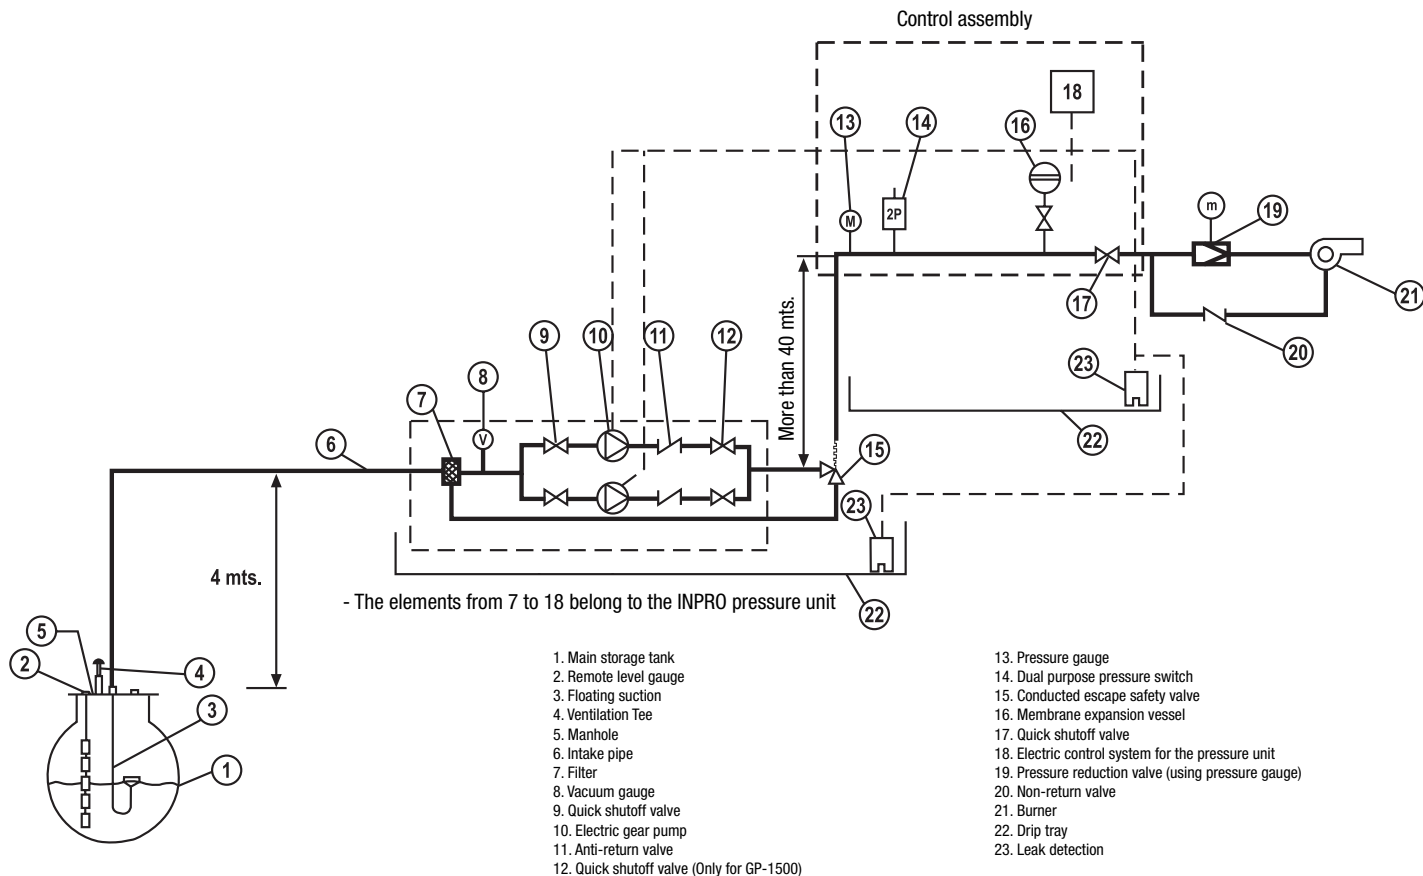 Control assembly
18
13
14
16
M
2P
m
19
17
21
20
More than 40 mts.
9
10
11
12
8
7
V
6
15
23
22
23
22
4 mts.
- The elements from 7 to 18 belong to the INPRO pressure unit
5
2
4
3
1
1. Main storage tank
2. Remote level gauge
3. Floating suction
4. Ventilation Tee
5. Manhole
6. Intake pipe
7. Filter
8. Vacuum gauge
9. Quick shutoff valve
10. Electric gear pump
11. Anti-return valve
12. Quick shutoff valve (Only for GP-1500)
13. Pressure gauge
14. Dual purpose pressure switch
15. Conducted escape safety valve
16. Membrane expansion vessel
17. Quick shutoff valve
18. Electric control system for the pressure unit
19. Pressure reduction valve (using pressure gauge)
20. Non-return valve
21. Burner
22. Drip tray
23. Leak detection